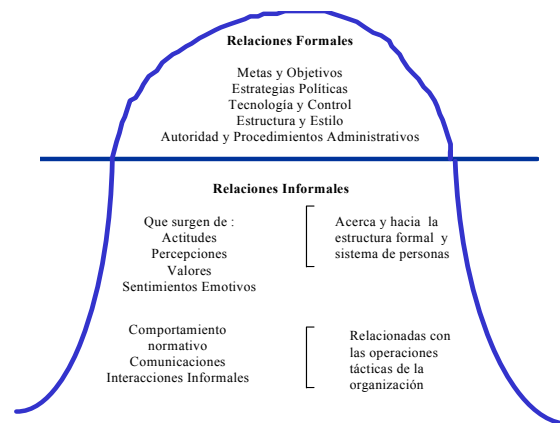 Relaciones Formales
Metas y Objetivos
Estrategias Políticas
Tecnología y Control
Estructura y Estilo
Autoridad y Procedimientos Administrativos
Relaciones Informales
Que surgen de :
Actitudes
Percepciones
Valores
Sentimientos Emotivos
Acerca y hacia la
estructura formal y
sistema de personas
Comportamiento
normativo
Comunicaciones
Interacciones Informales
Relacionadas con
las operaciones
tácticas de la
organización